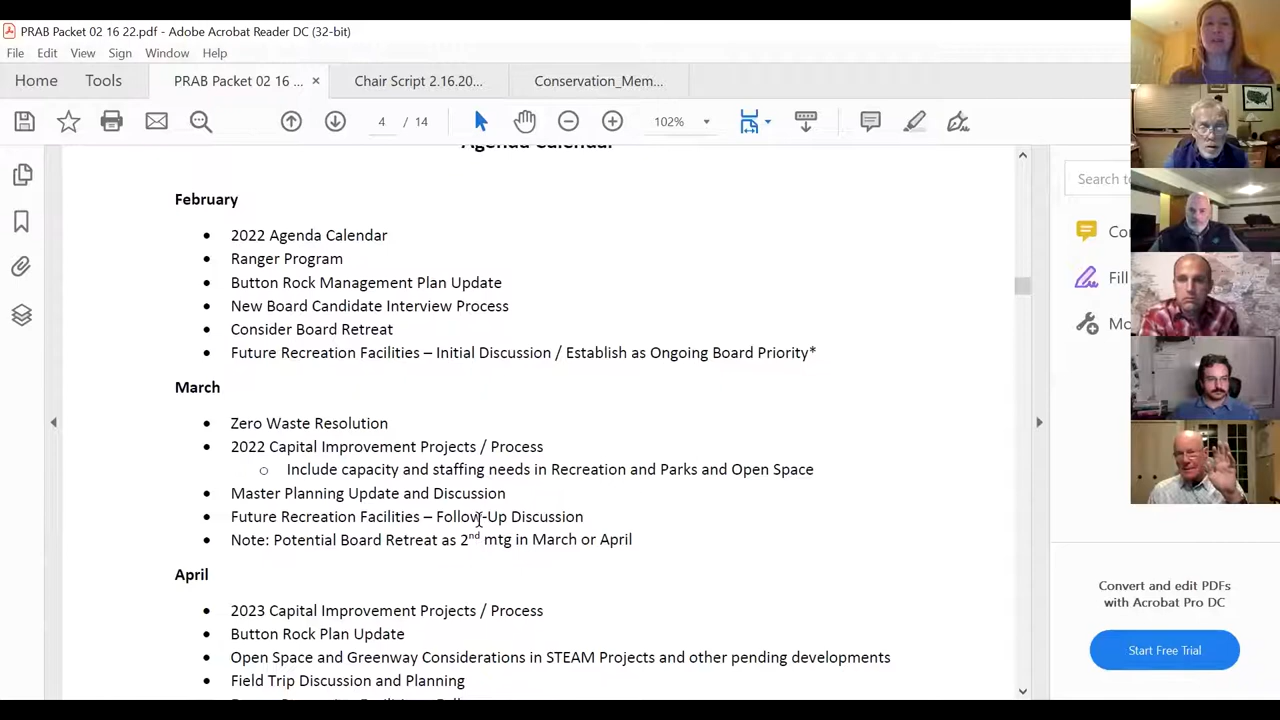 PRAB Packet 02 16 22.pdf - Adobe Acrobat Reader DC (32-bit)
File Edit View Sign Window Help
Home Tools PRAB Packet 02 16 ... × Chair Script 2.16.20... Conservation_Mem...
4 / 14 102%
Agenda Calendar
February
• 2022 Agenda Calendar
• Ranger Program
• Button Rock Management Plan Update
• New Board Candidate Interview Process
• Consider Board Retreat
• Future Recreation Facilities – Initial Discussion / Establish as Ongoing Board Priority*
March
• Zero Waste Resolution
• 2022 Capital Improvement Projects / Process
o Include capacity and staffing needs in Recreation and Parks and Open Space
• Master Planning Update and Discussion
• Future Recreation Facilities – Follow-Up Discussion
• Note: Potential Board Retreat as 2nd mtg in March or April
April
• 2023 Capital Improvement Projects / Process
• Button Rock Plan Update
• Open Space and Greenway Considerations in STEAM Projects and other pending developments
• Field Trip Discussion and Planning
Search to
Co
Fill
Mo
Convert and edit PDFs
with Acrobat Pro DC
Start Free Trial